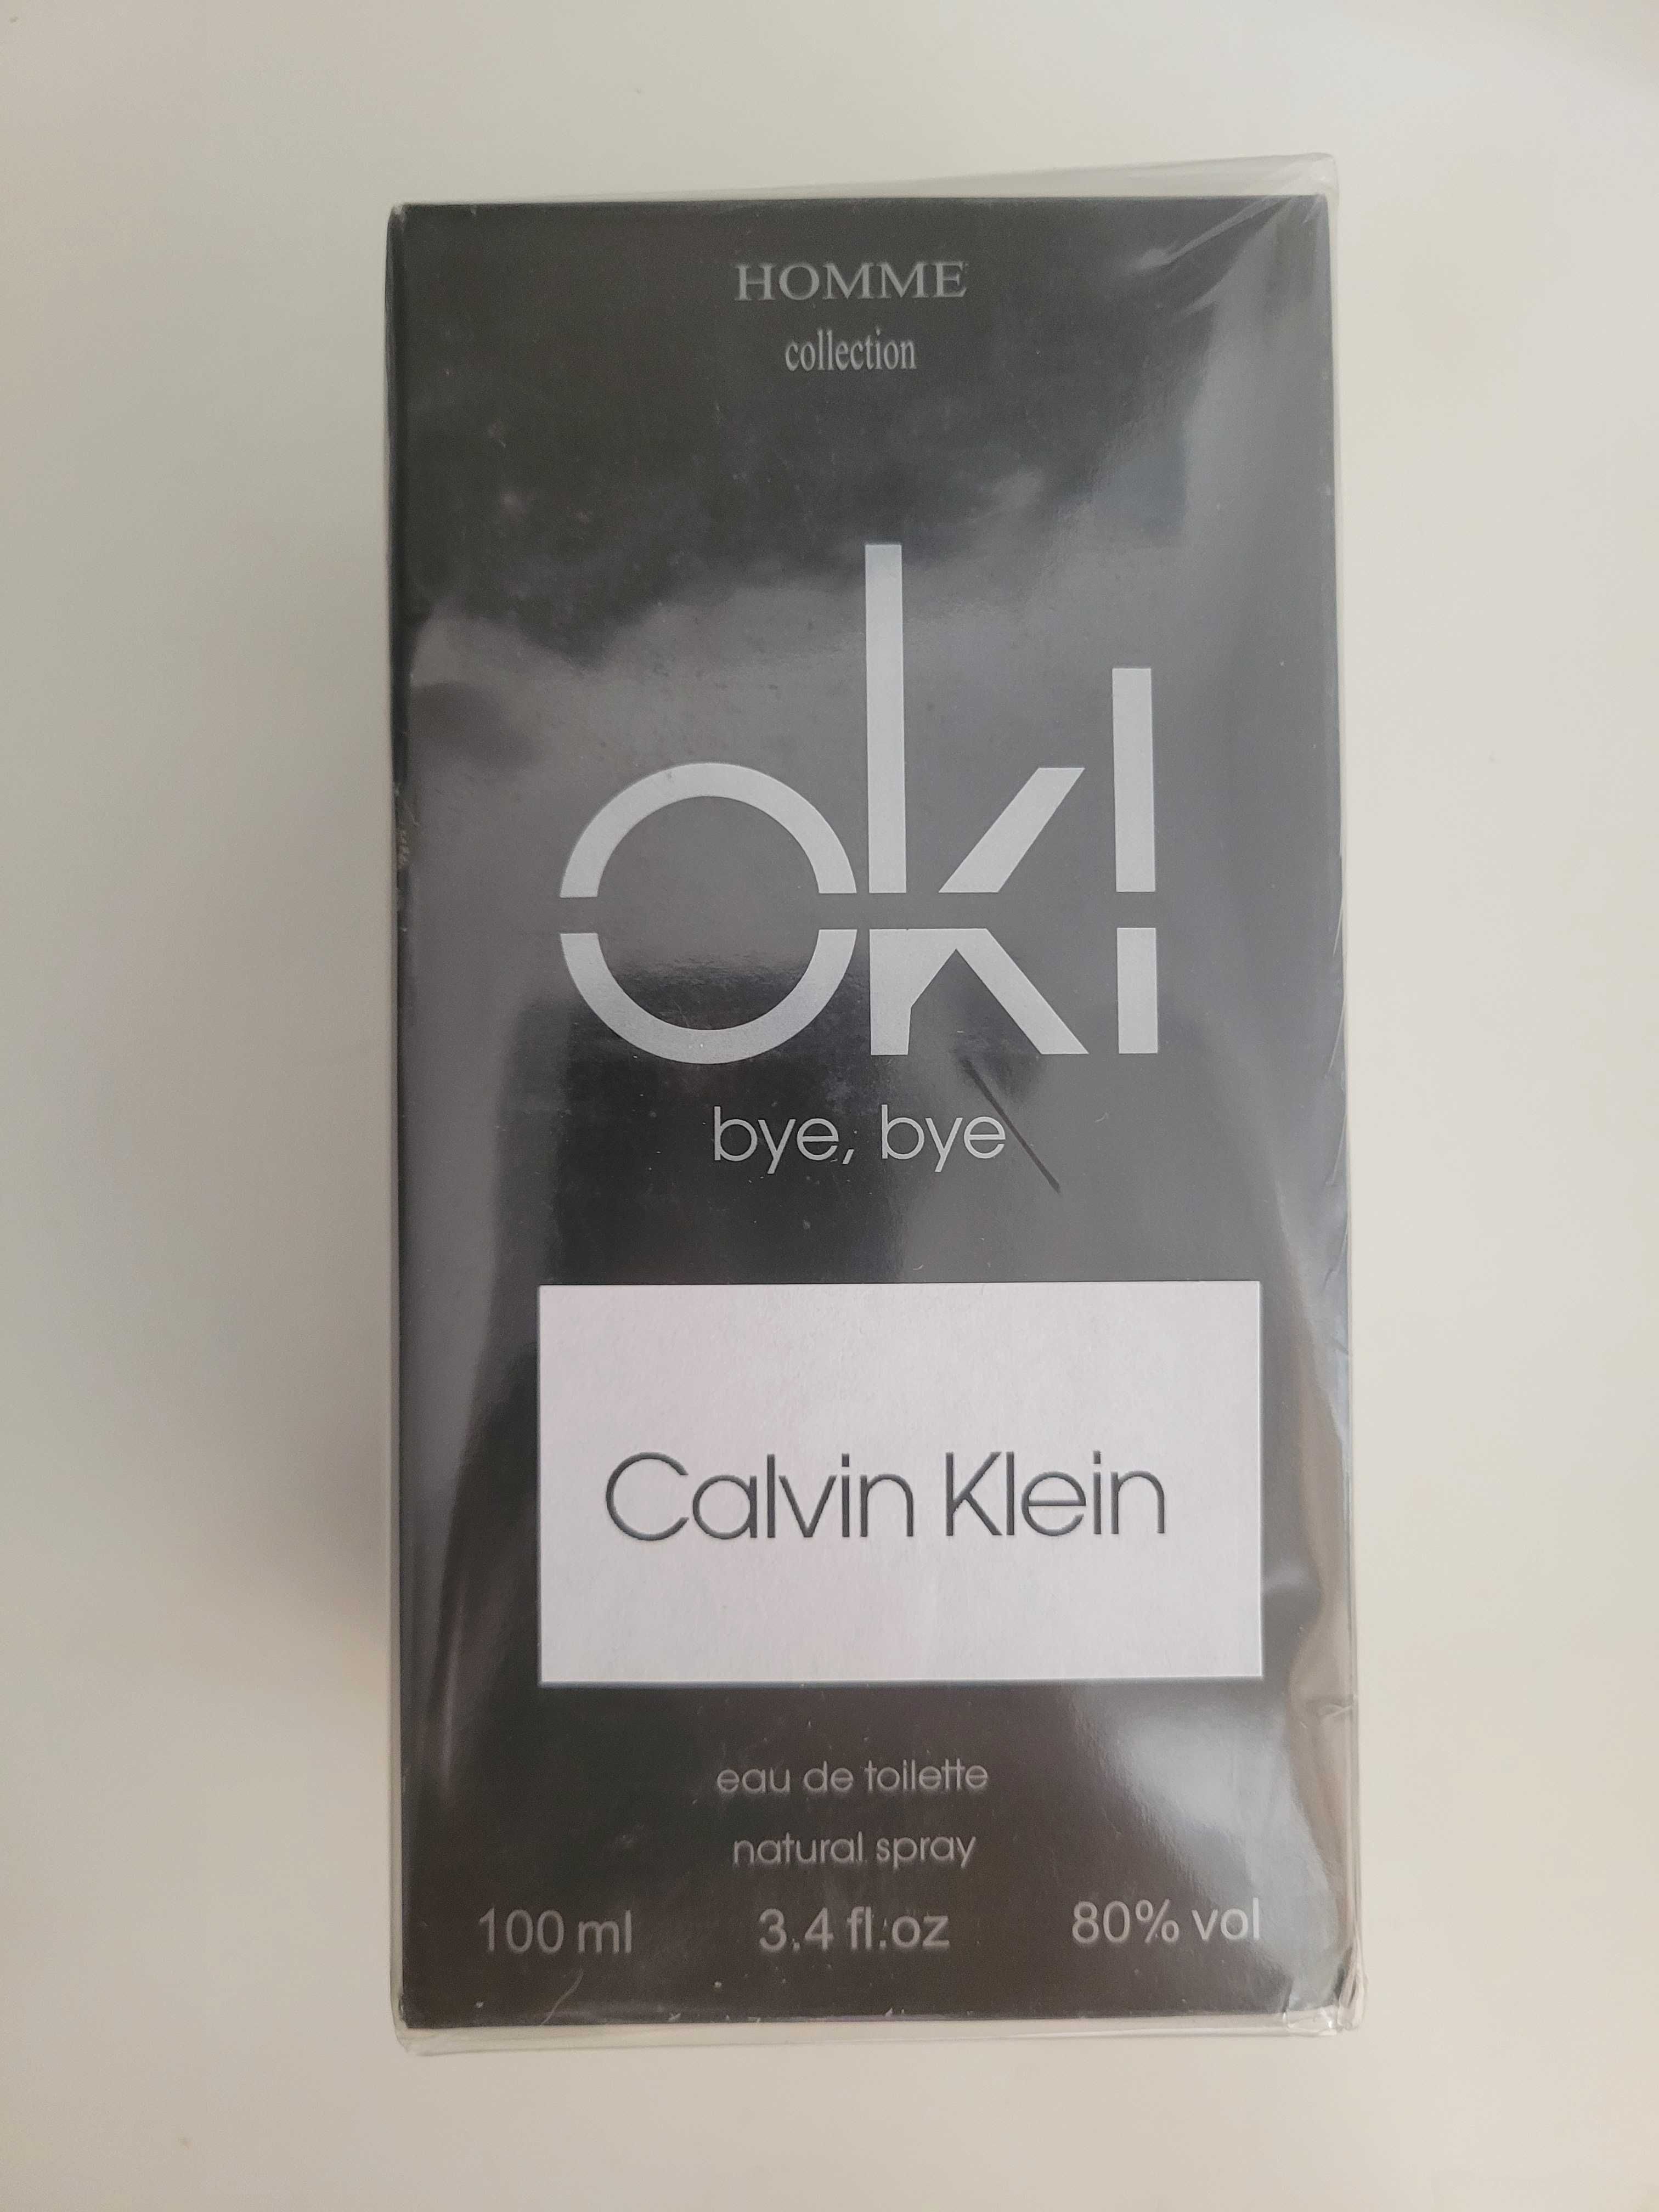 HOMME
collection
okl
bye, bye
Calvin Klein
eau de toilette
natural spray
100 ml 3.4 fl.oz 80% vol